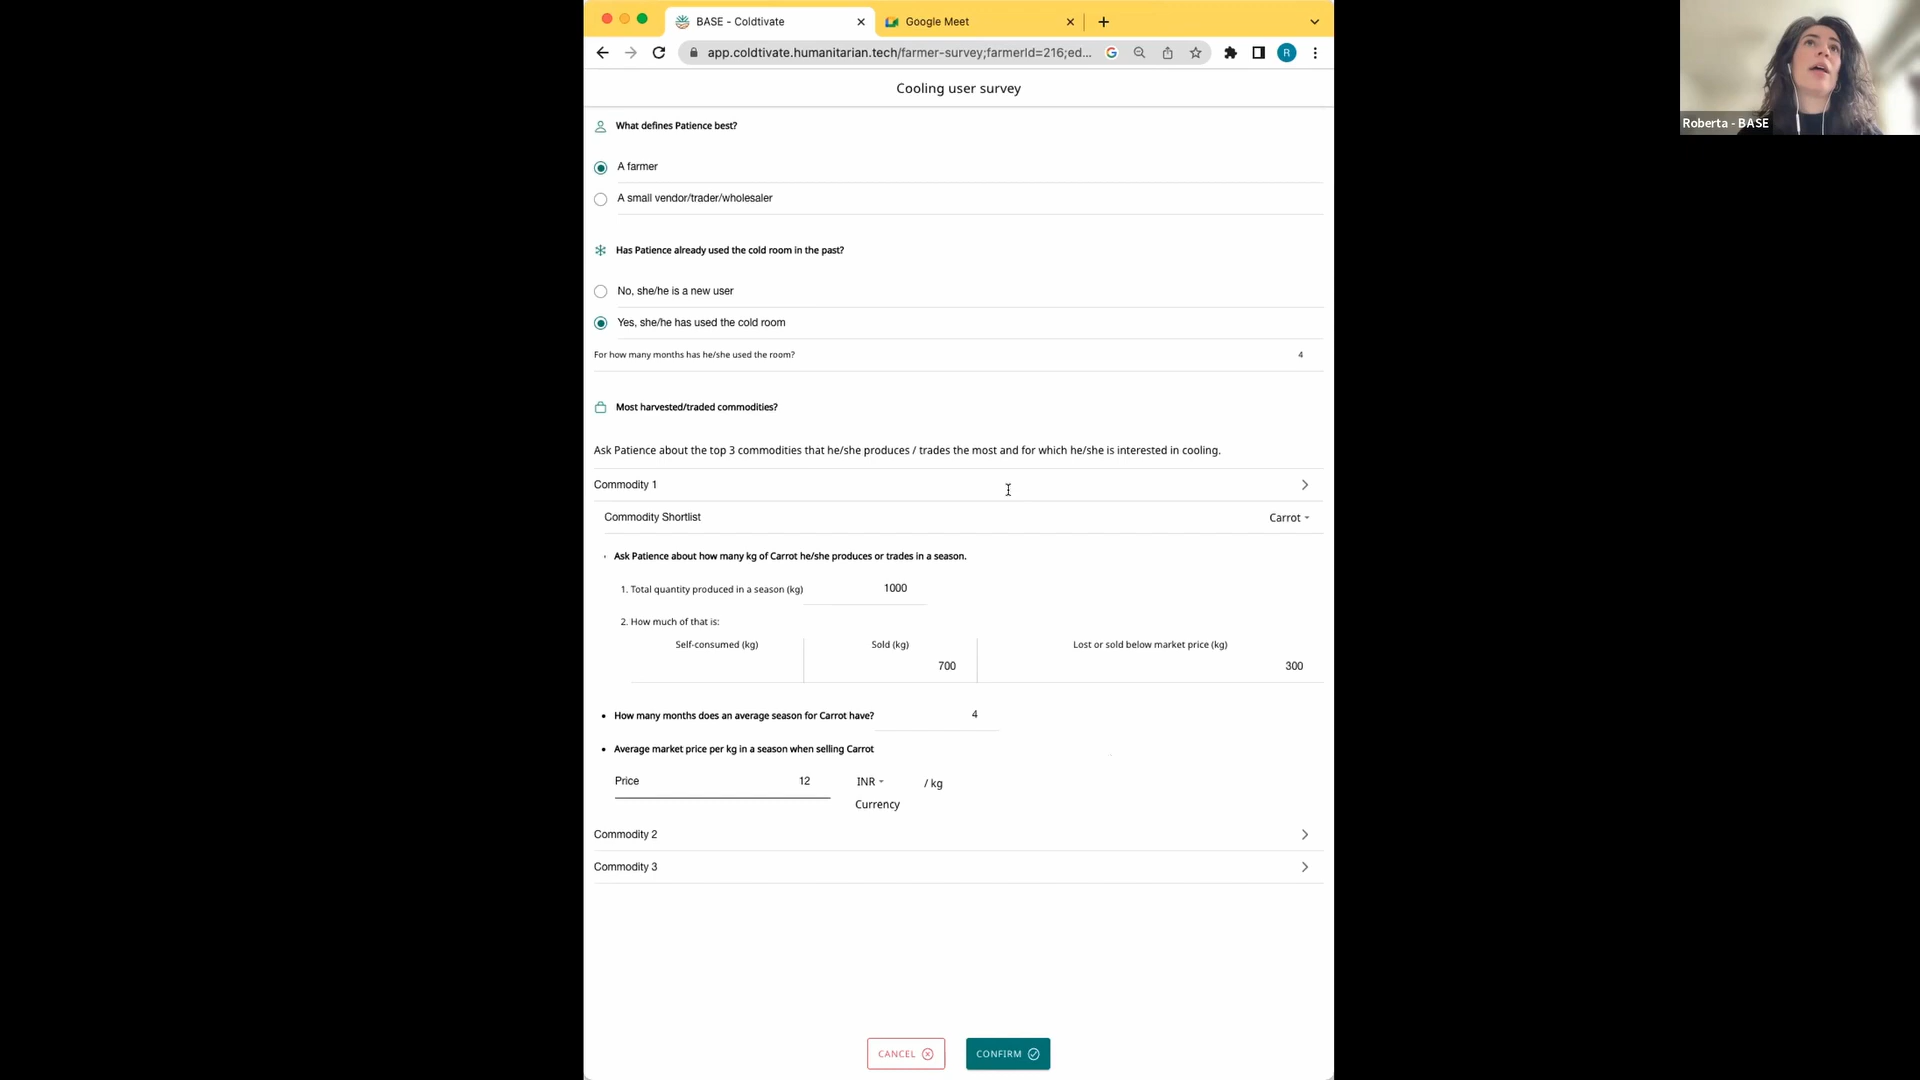 BASE - Coldtivate
Google Meet
app.coldtivate.humanitarian.tech/farmer-survey;farmerId=216;ed...
R
Cooling user survey
Roberta - BASE
What defines Patience best?
A farmer
A small vendor/trader/wholesaler
Has Patience already used the cold room in the past?
No, she/he is a new user
Yes, she/he has used the cold room
For how many months has he/she used the room? 4
Most harvested/traded commodities?
Ask Patience about the top 3 commodities that he/she produces / trades the most and for which he/she is interested in cooling.
Commodity 1
Commodity Shortlist Carrot
Ask Patience about how many kg of Carrot he/she produces or trades in a season.
1. Total quantity produced in a season (kg) 1000
2. How much of that is:
Self-consumed (kg) Sold (kg) Lost or sold below market price (kg)
700 300
How many months does an average season for Carrot have? 4
Average market price per kg in a season when selling Carrot
Price 12 INR / kg
Currency
Commodity 2
Commodity 3
CANCEL CONFIRM